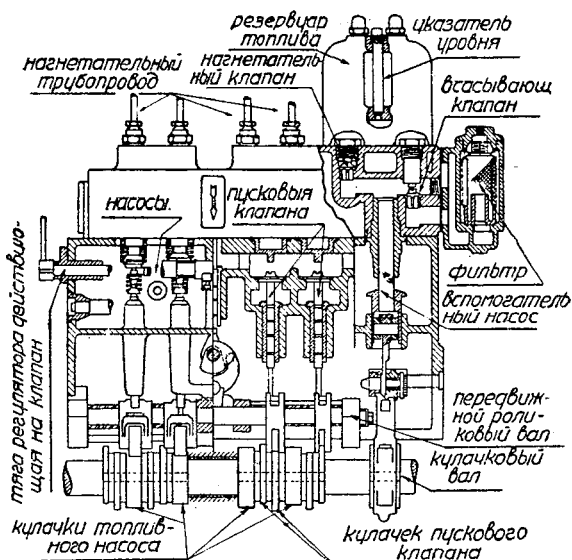 резервуар
топлива
указатель
уровня
нагнетательный
трубопровод
нагнетатель
ный клапан
всасывающ
клапан
насосы.
пусковыя
клапана
фильтр
вспомогатель
ный насос
тяга регулятора действую-
щая на клапан
передвиж
ной роли-
ковый вал
кулачковый
вал
кулачки топлив-
ного насоса
кулачек пускового
клапана